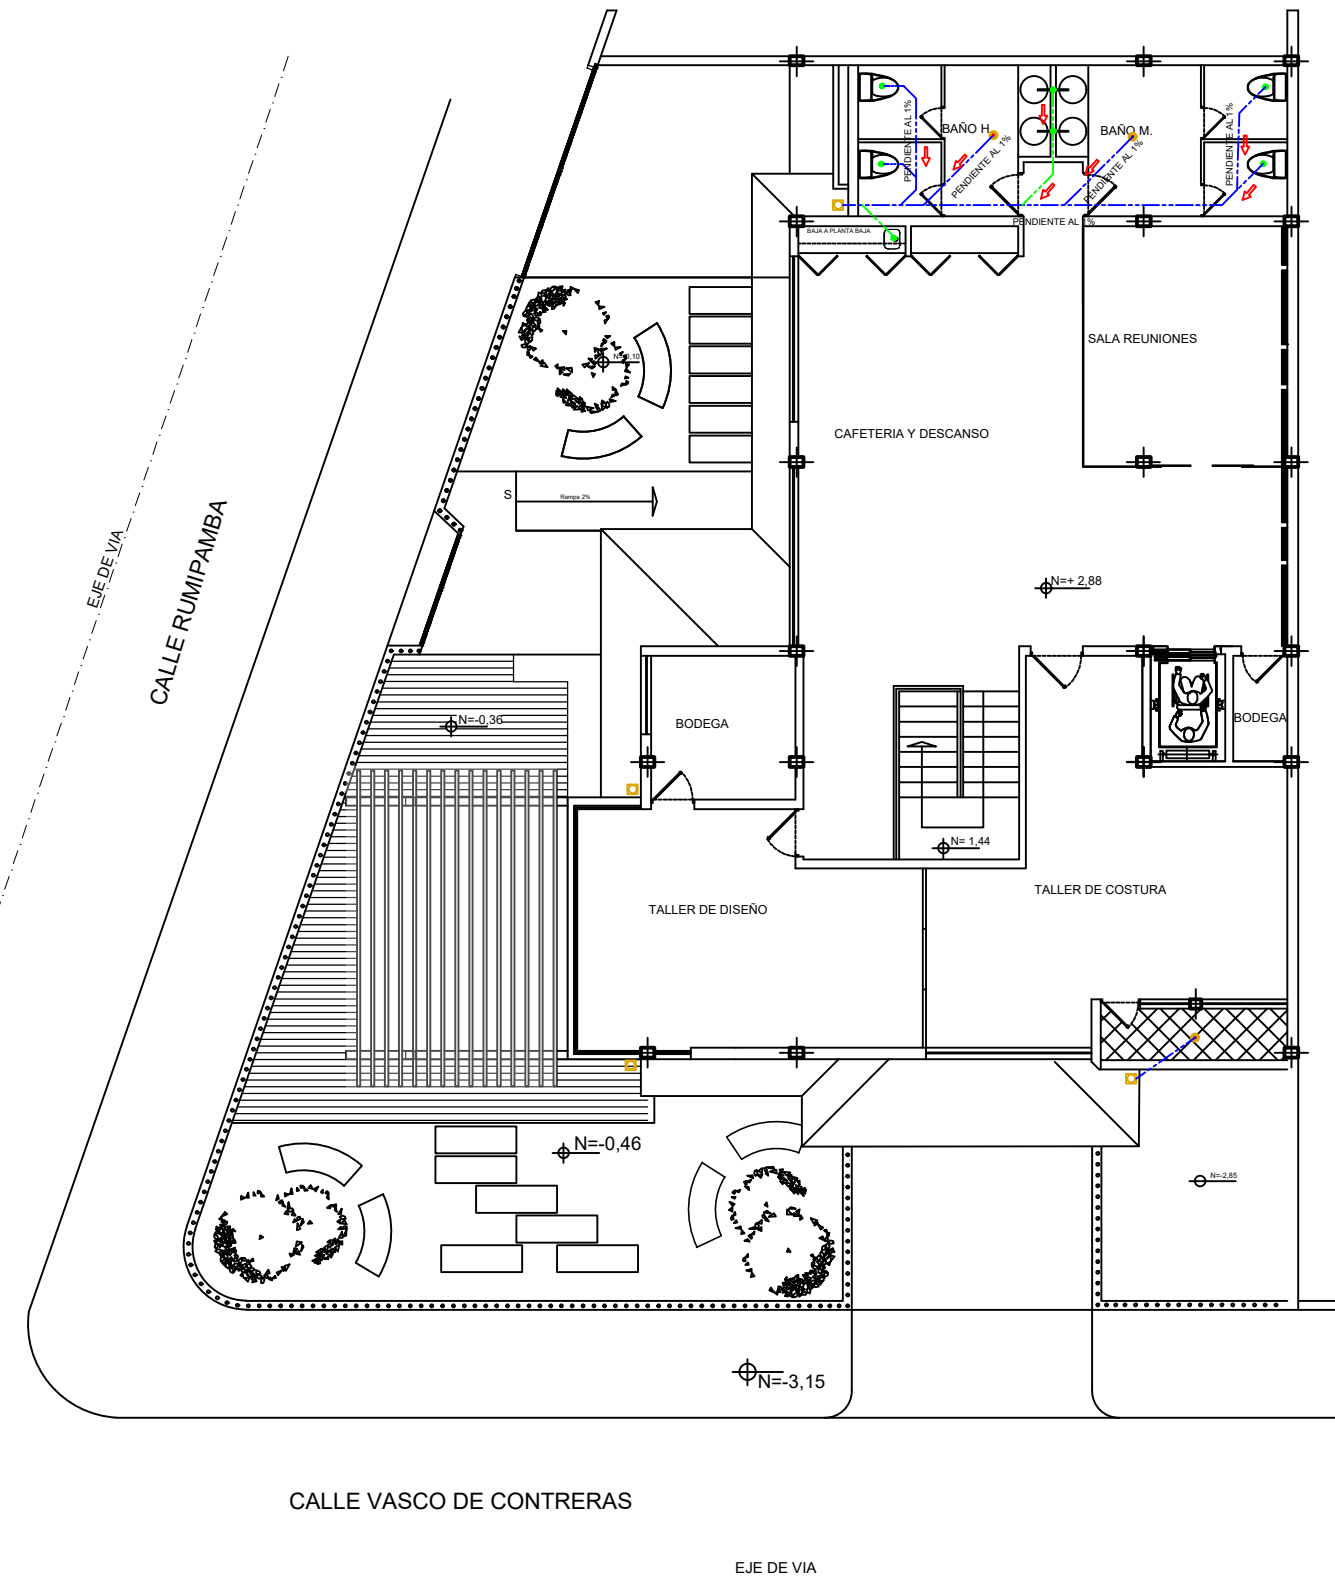 PENDIENTE AL 1%
BAÑO H.
PENDIENTE AL 1%
BAÑO M.
PENDIENTE AL 1%
PENDIENTE AL 1%
PENDIENTE AL 1%
BAJA A PLANTA BAJA
SALA REUNIONES
N=-0,10
CAFETERIA Y DESCANSO
S
Rampa 2%
EJE DE VIA
CALLE RUMIPAMBA
N=+ 2,88
N=-0,36
BODEGA
BODEGA
N= 1,44
TALLER DE COSTURA
TALLER DE DISEÑO
N=-0,46
N=-2,85
N=-3,15
CALLE VASCO DE CONTRERAS
EJE DE VIA